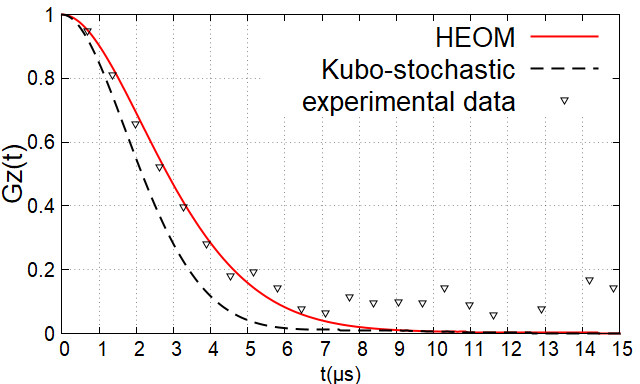 HEOM
Kubo-stochastic
experimental data
Gz(t)
1
0.8
0.6
0.4
0.2
0
0 1 2 3 4 5 6 7 8 9 10 11 12 13 14 15
t(μs)